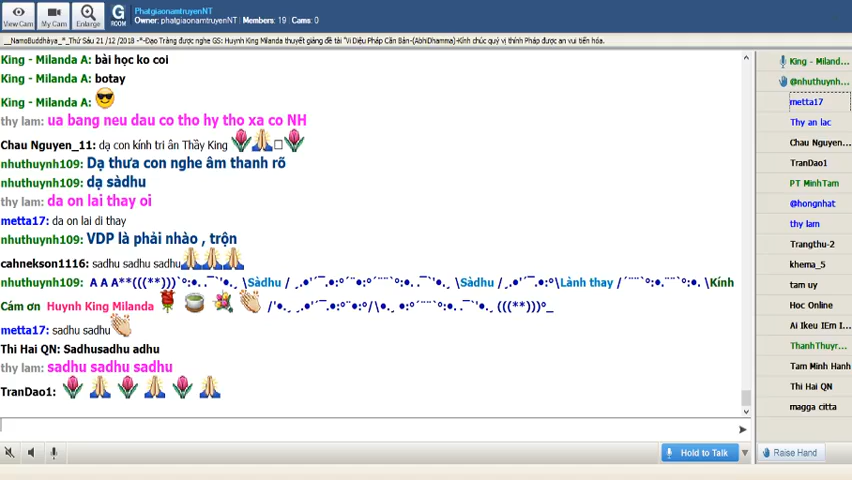 PhatgiaonamtruyenNT
Owner: phatgiaonamtruyenNT ; Members: 19 ; Cams: 0
View Cam
My Cam
Enlarge
G
ROOM
__NamoBuddhàya_*_Thứ Sáu 21 /12 /2018 -*-Đạo Tràng được nghe GS: Huynh King Milanda thuyết giảng đề tài "Vi Diệu Pháp Căn Bản-(AbhiDhamma)-Kính chúc quý vị thính Pháp được an vui tiến hóa.
King - Milanda A: bài học ko coi
King - Milanda A: botay
King - Milanda A:
thy lam: ua bang neu dau co tho hy tho xa co NH
Chau Nguyen_11: dạ con kính tri ân Thầy King
nhuthuynh109: Dạ thưa con nghe âm thanh rõ
nhuthuynh109: dạ sàdhu
thy lam: da on lai thay oi
metta17: da on lai di thay
nhuthuynh109: VDP là phải nhào , trộn
cahnekson1116: sadhu sadhu sadhu
nhuthuynh109: A A A**(((**)))`°:•. .¯`'•.¸ \Sàdhu / ¸.•'´¯.•:°´¨¨`°:•. .¯`'•.¸ \Sàdhu / ¸.•'´¯.•:°\Lành thay /´¨¨`°:•.¨¨`°:•.¸ \Kính
Cám ơn Huynh King Milanda /'•.¸ ¸.•'´¯.•:°¨•:°/\•.¸ •:°´¨¨`°:•. .¯`'•.¸ (((**)))°_
metta17: sadhu sadhu
Thi Hai QN: Sadhusadhu adhu
thy lam: sadhu sadhu sadhu
TranDao1:
King - Miland...
@nhuthuynh...
metta17
Thy an lac
Chau Nguyen...
TranDao1
PT MinhTam
@hongnhat
thy lam
Trangthu-2
khema_5
tam uy
Hoc Online
Ai Ikeu IEm I...
ThanhThuyr...
Tam Minh Hanh
Thi Hai QN
magga citta
Hold to Talk
Raise Hand